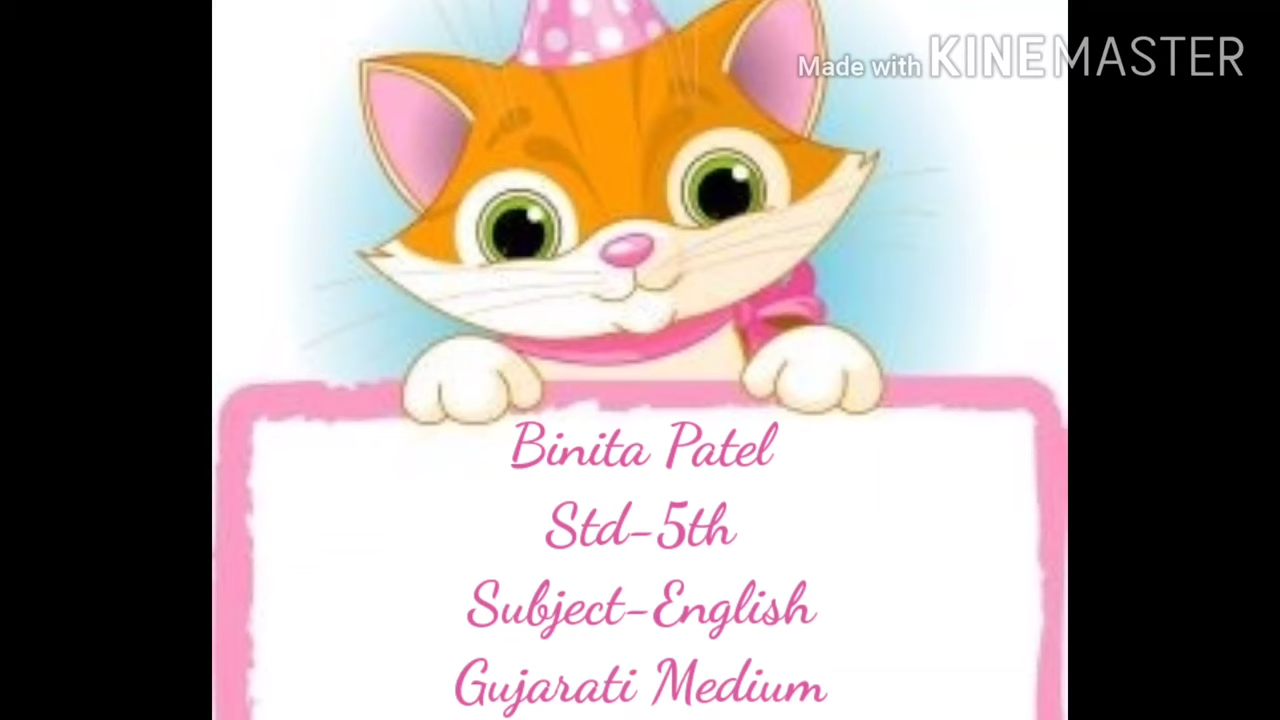 Made with KINEMASTER
Binita Patel
Std-5th
Subject-English
Gujarati Medium